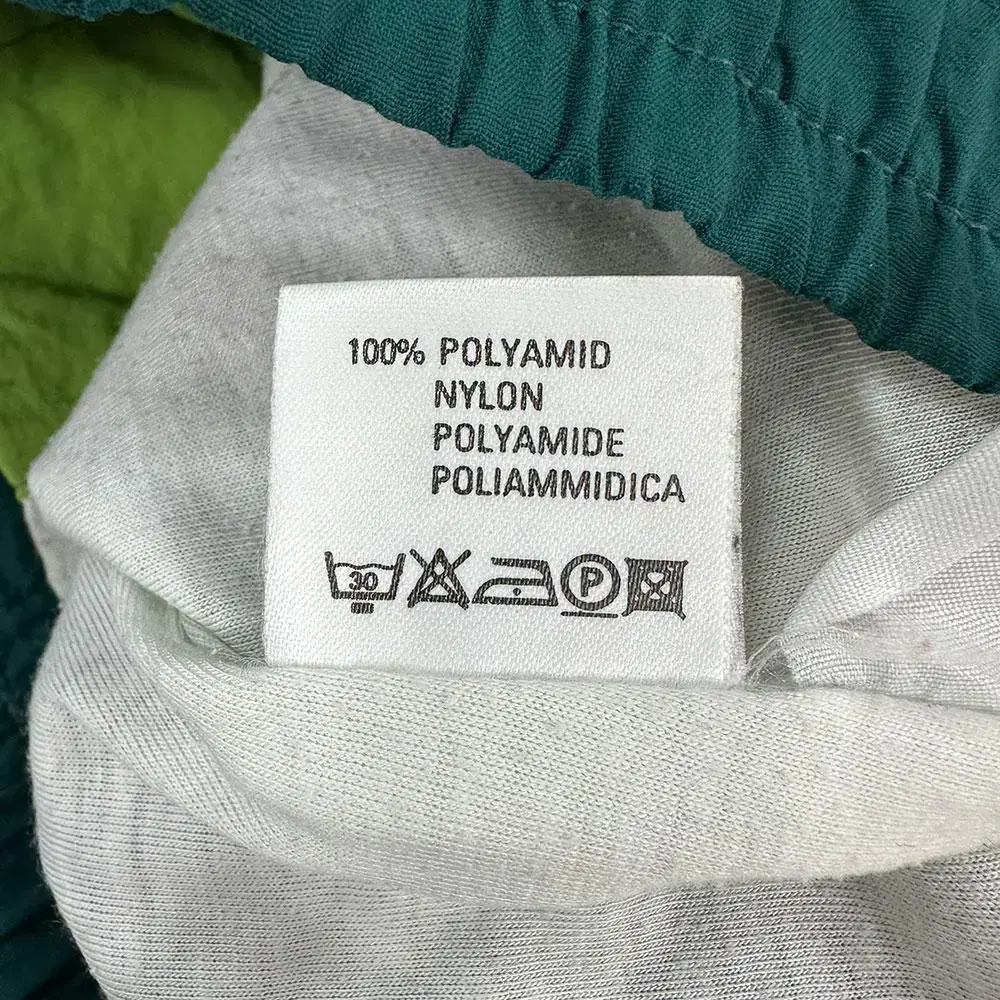 100% POLYAMID
NYLON
POLYAMIDE
POLIAMMIDICA
30 P